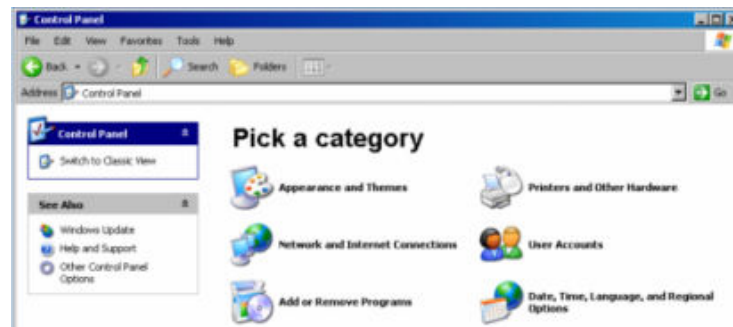 Control Panel
File Edit View Favorites Tools Help
Back Search Folders
Address Control Panel Go
Control Panel
Switch to Classic View
See Also
Windows Update
Help and Support
Other Control Panel
Options
Pick a category
Appearance and Themes
Printers and Other Hardware
Network and Internet Connections
User Accounts
Add or Remove Programs
Date, Time, Language, and Regional
Options